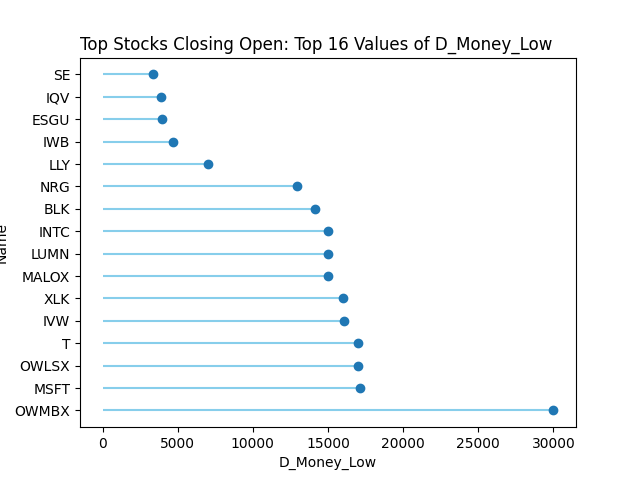 Top Stocks Closing Open: Top 16 Values of D_Money_Low
SE
IQV
ESGU
IWB
LLY
NRG
BLK
INTC
LUMN
MALOX
XLK
IVW
T
OWLSX
MSFT
OWMBX
Name
0 5000 10000 15000 20000 25000 30000
D_Money_Low